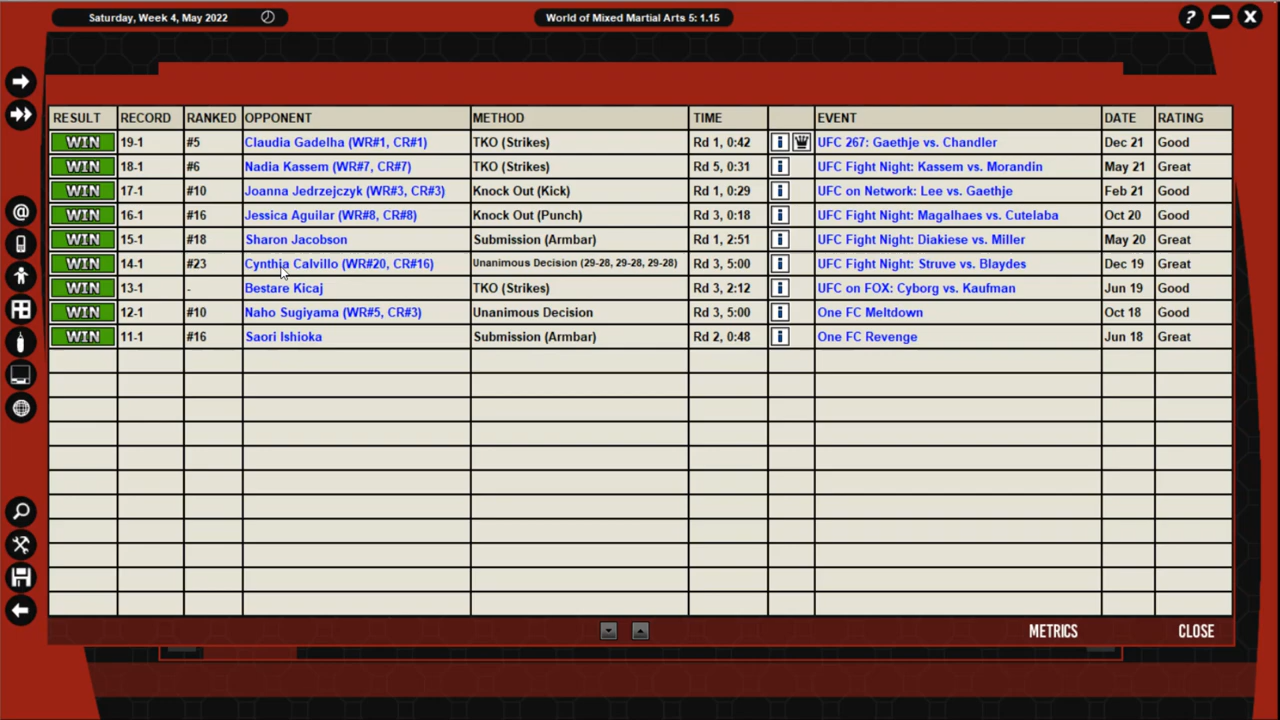 Saturday, Week 4, May 2022 World of Mixed Martial Arts 5: 1.15 ?
RESULT RECORD RANKED OPPONENT METHOD TIME EVENT DATE RATING
WIN 19-1 #5 Claudia Gadelha (WR#1, CR#1) TKO (Strikes) Rd 1, 0:42 i UFC 267: Gaethje vs. Chandler Dec 21 Good
WIN 18-1 #6 Nadia Kassem (WR#7, CR#7) TKO (Strikes) Rd 5, 0:31 i UFC Fight Night: Kassem vs. Morandin May 21 Good
WIN 17-1 #10 Joanna Jedrzejczyk (WR#3, CR#3) Knock Out (Kick) Rd 1, 0:29 i UFC on Network: Lee vs. Gaethje Feb 21 Good
WIN 16-1 #16 Jessica Aguilar (WR#8, CR#8) Knock Out (Punch) Rd 3, 0:18 i UFC Fight Night: Magalhaes vs. Cutelaba Oct 20 Good
WIN 15-1 #18 Sharon Jacobson Submission (Armbar) Rd 1, 2:51 i UFC Fight Night: Diakiese vs. Miller May 20 Great
WIN 14-1 #23 Cynthia Calvillo (WR#20, CR#16) Unanimous Decision (29-28, 29-28, 29-28) Rd 3, 5:00 i UFC Fight Night: Struve vs. Blaydes Dec 19 Great
WIN 13-1 - Bestare Kicaj TKO (Strikes) Rd 3, 2:12 i UFC on FOX: Cyborg vs. Kaufman Jun 19 Good
WIN 12-1 #10 Naho Sugiyama (WR#5, CR#3) Unanimous Decision Rd 3, 5:00 i One FC Meltdown Oct 18 Good
WIN 11-1 #16 Saori Ishioka Submission (Armbar) Rd 2, 0:48 i One FC Revenge Jun 18 Great
METRICS CLOSE